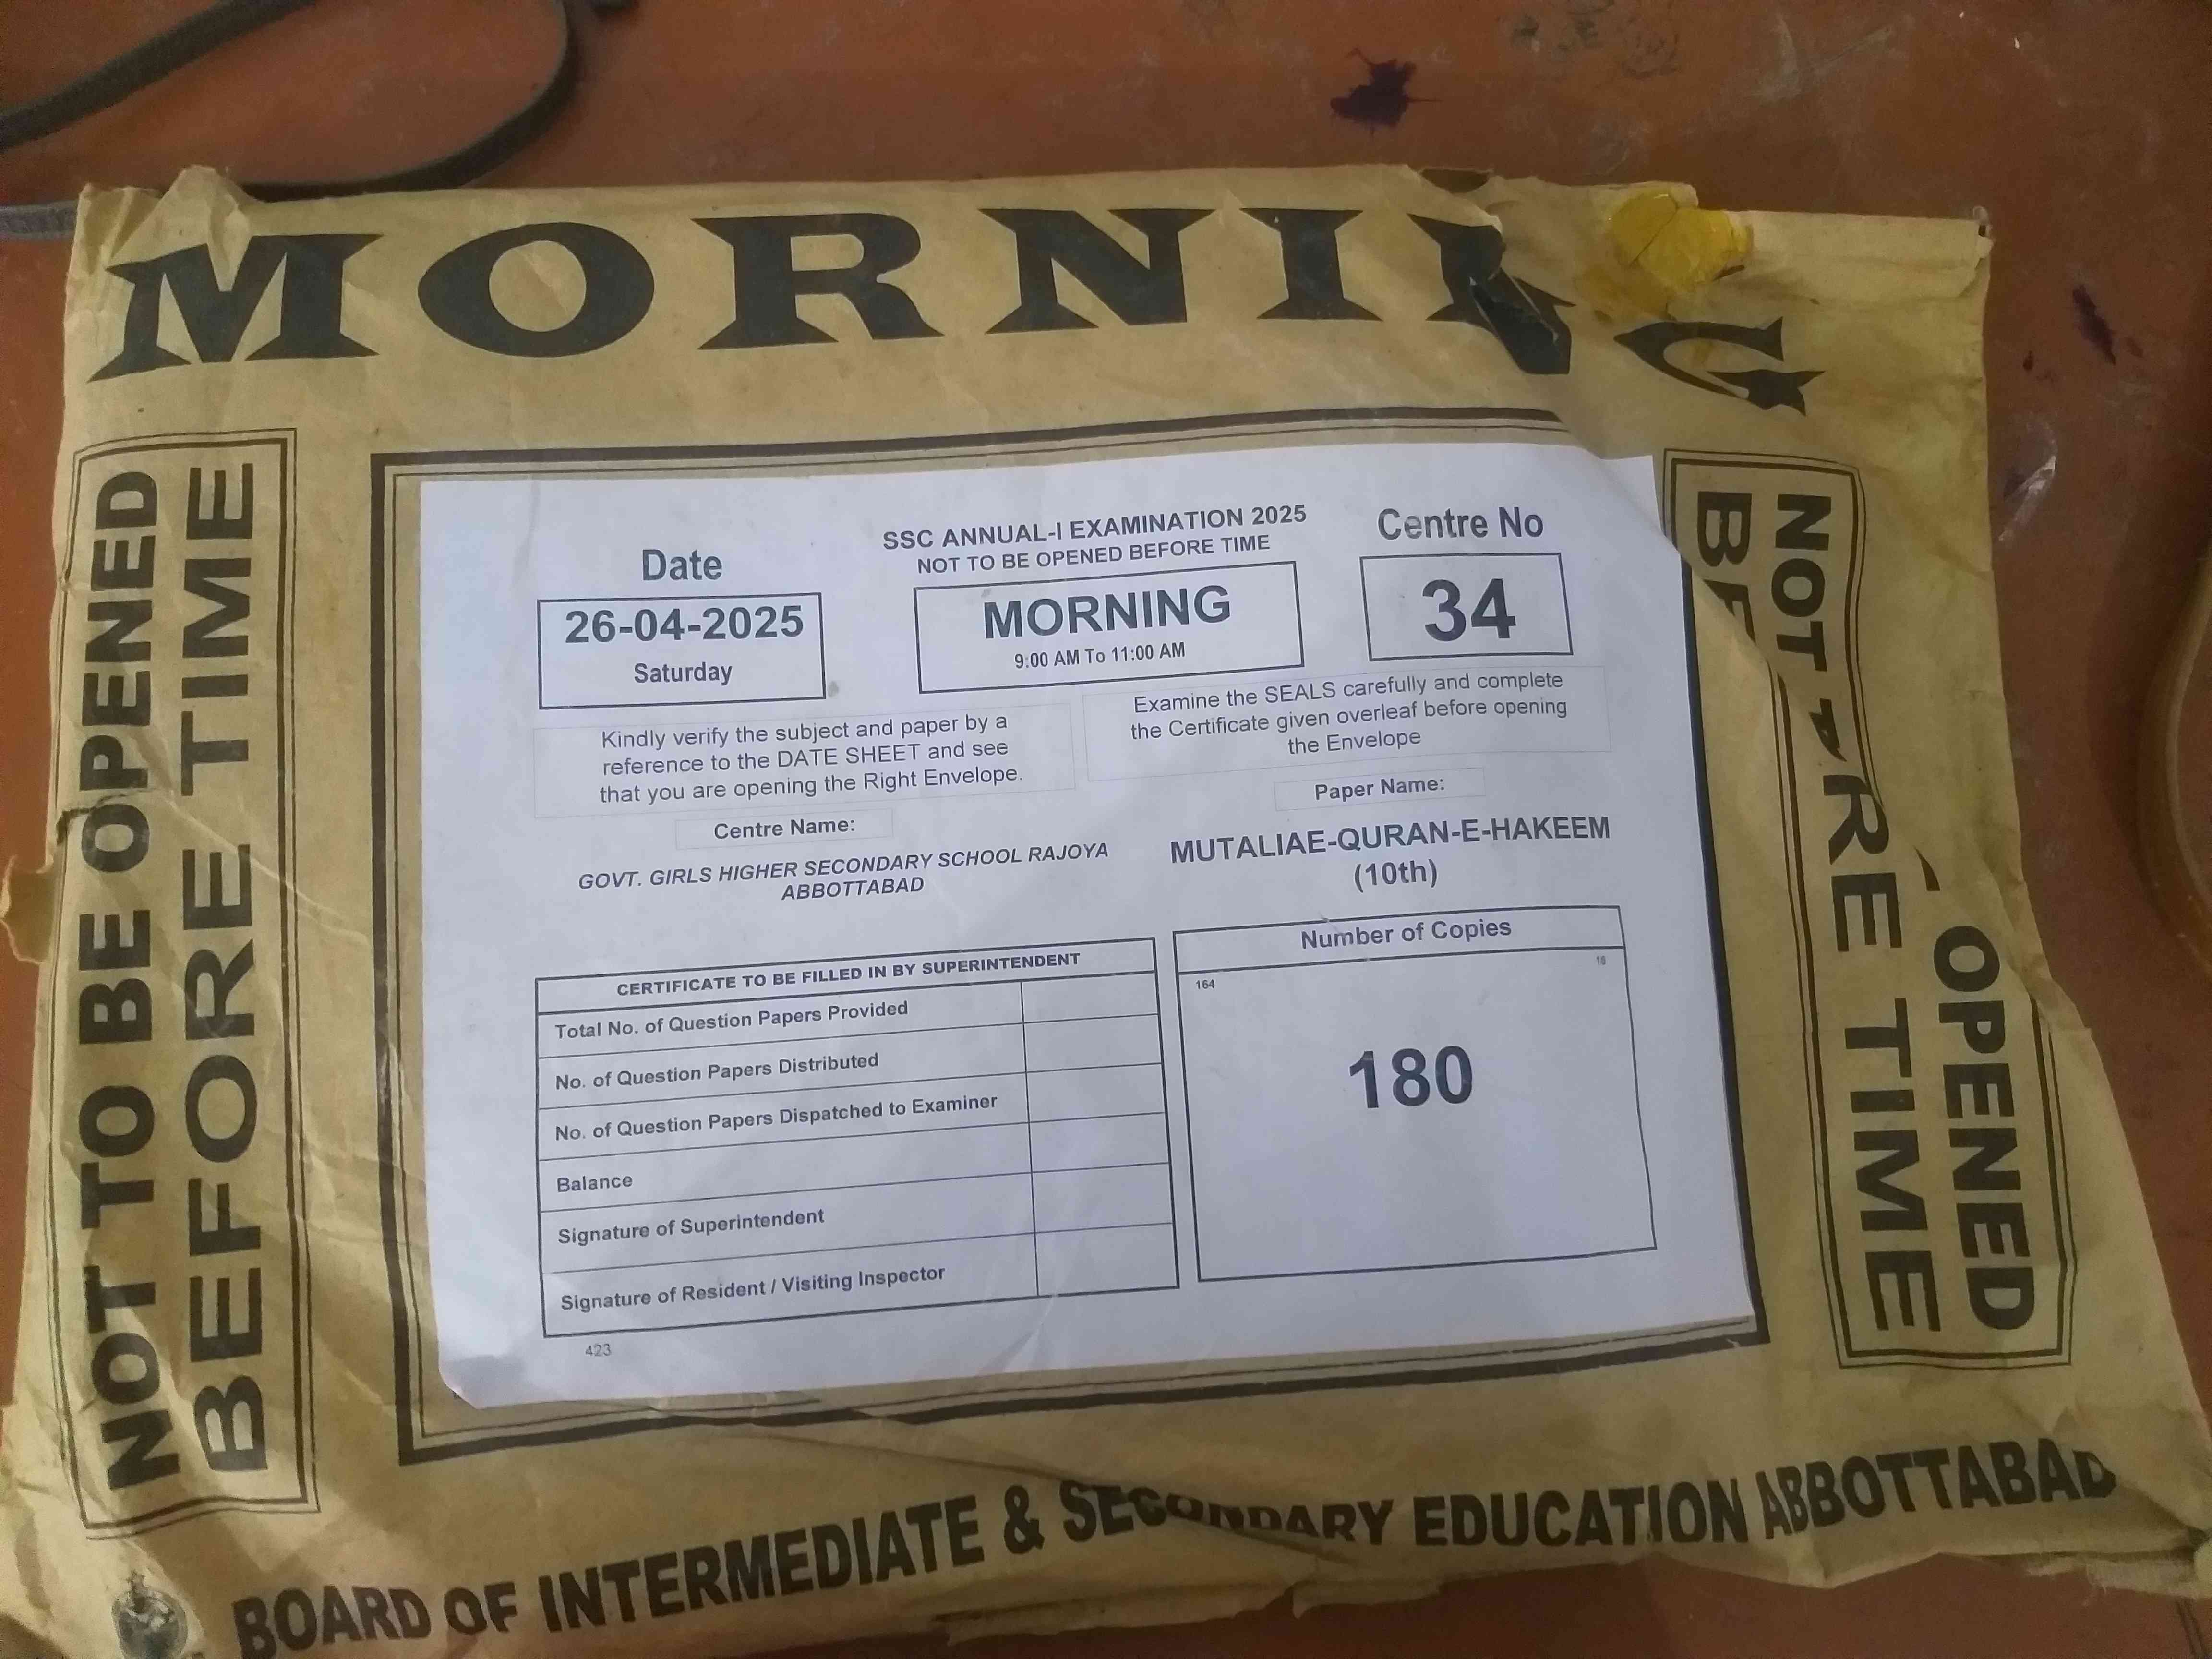 MORNING
NOT TO BE OPENED
BEFORE TIME
Date
26-04-2025
Saturday
SSC ANNUAL-I EXAMINATION 2025
NOT TO BE OPENED BEFORE TIME
MORNING
9:00 AM To 11:00 AM
Centre No
34
Kindly verify the subject and paper by a
reference to the DATE SHEET and see
that you are opening the Right Envelope.
Examine the SEALS carefully and complete
the Certificate given overleaf before opening
the Envelope
Centre Name:
GOVT. GIRLS HIGHER SECONDARY SCHOOL RAJOYA
ABBOTTABAD
Paper Name:
MUTALIAE-QURAN-E-HAKEEM
(10th)
CERTIFICATE TO BE FILLED IN BY SUPERINTENDENT
Total No. of Question Papers Provided
No. of Question Papers Distributed
No. of Question Papers Dispatched to Examiner
Balance
Signature of Superintendent
Signature of Resident / Visiting Inspector
423
Number of Copies
164
180
NOT OPENED
BEFORE TIME
BOARD OF INTERMEDIATE & SECONDARY EDUCATION ABBOTTABAD